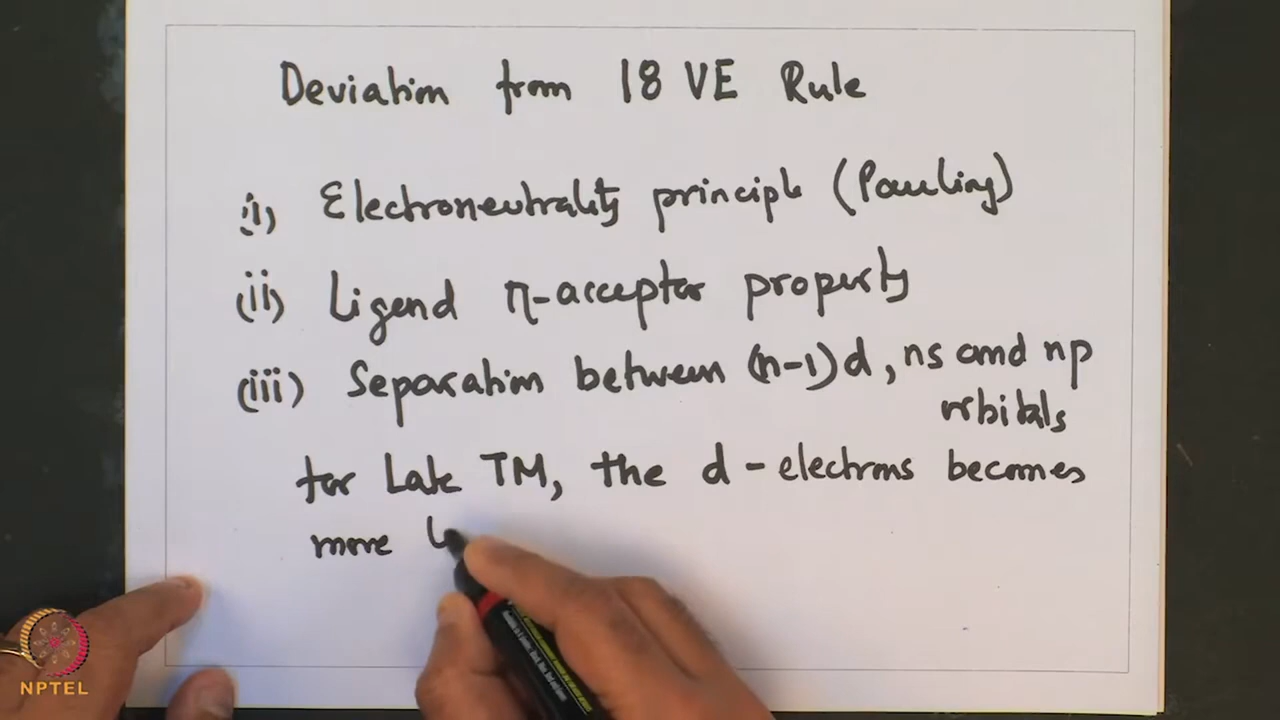 Deviation from 18 VE Rule
(i) Electroneutrality principle (Pauling)
(ii) Ligand π-acceptor property
(iii) Separation between (n-1)d, ns and np
orbitals
for Late TM, the d-electrons becomes
more
NPTEL